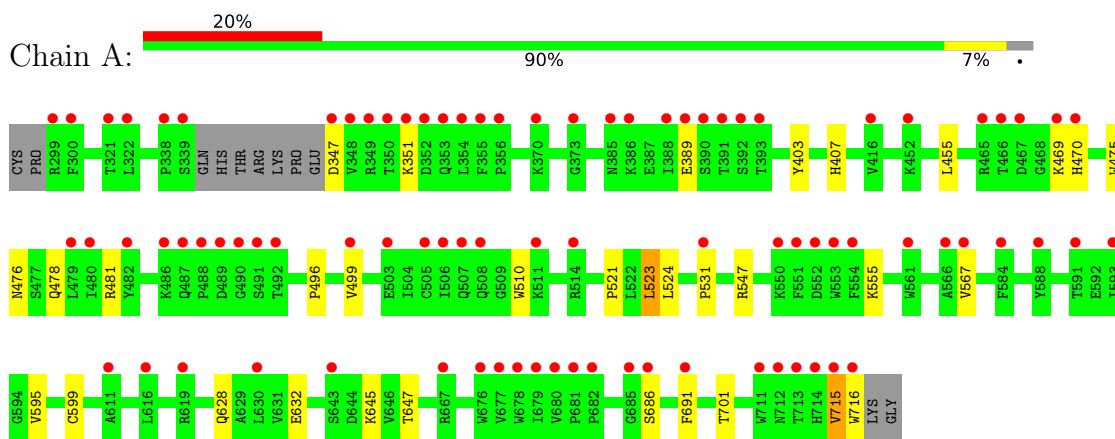 20%
Chain A:
90% 7% •
CYS PRO R299 F300 T321 L322 P338 S339 GLN HIS THR ARG LYS PRO GLU D347 V348 R349 T350 K351 D352 Q353 L354 F355 P356 K370 G373 N385 K386 E387 I388 E389 S390 T391 S392 T393 Y403 H407 V416 K452 L455 R465 T466 D467 G468 K469 H470 W475
N476 S477 Q478 L479 I480 R481 Y482 K486 Q487 P488 D489 G490 S491 T492 P496 V499 E503 I504 C505 I506 Q507 Q508 G509 W510 K511 R514 P521 L522 L523 L524 P531 R547 K550 F551 D552 W553 F554 K555 W561 A566 V567 F584 Y588 T591 E592 I593
G594 V595 C599 A611 L616 R619 Q628 A629 L630 V631 E632 S643 D644 K645 V646 T647 R667 W676 V677 W678 I679 V680 P681 P682 G685 S686 F691 T701 W711 N712 T713 H714 V715 W716 LYS GLY